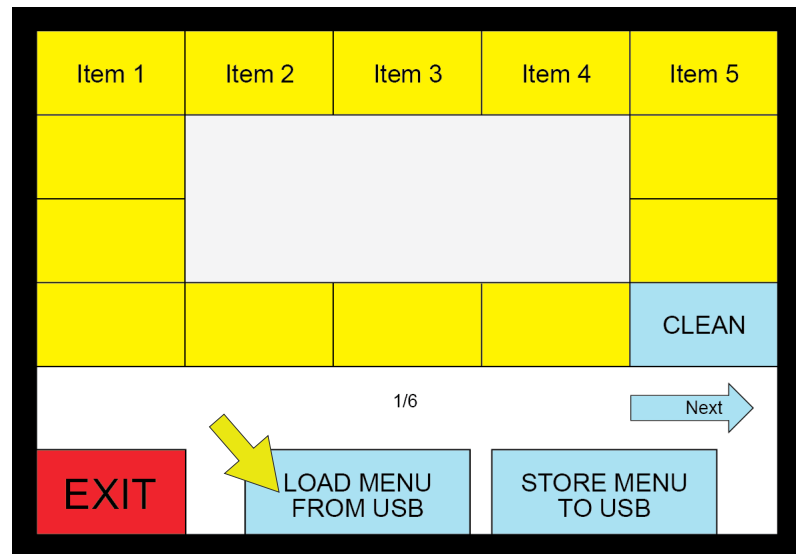 Item 1
Item 2
Item 3
Item 4
Item 5
CLEAN
1/6
Next
EXIT
LOAD MENU
FROM USB
STORE MENU
TO USB